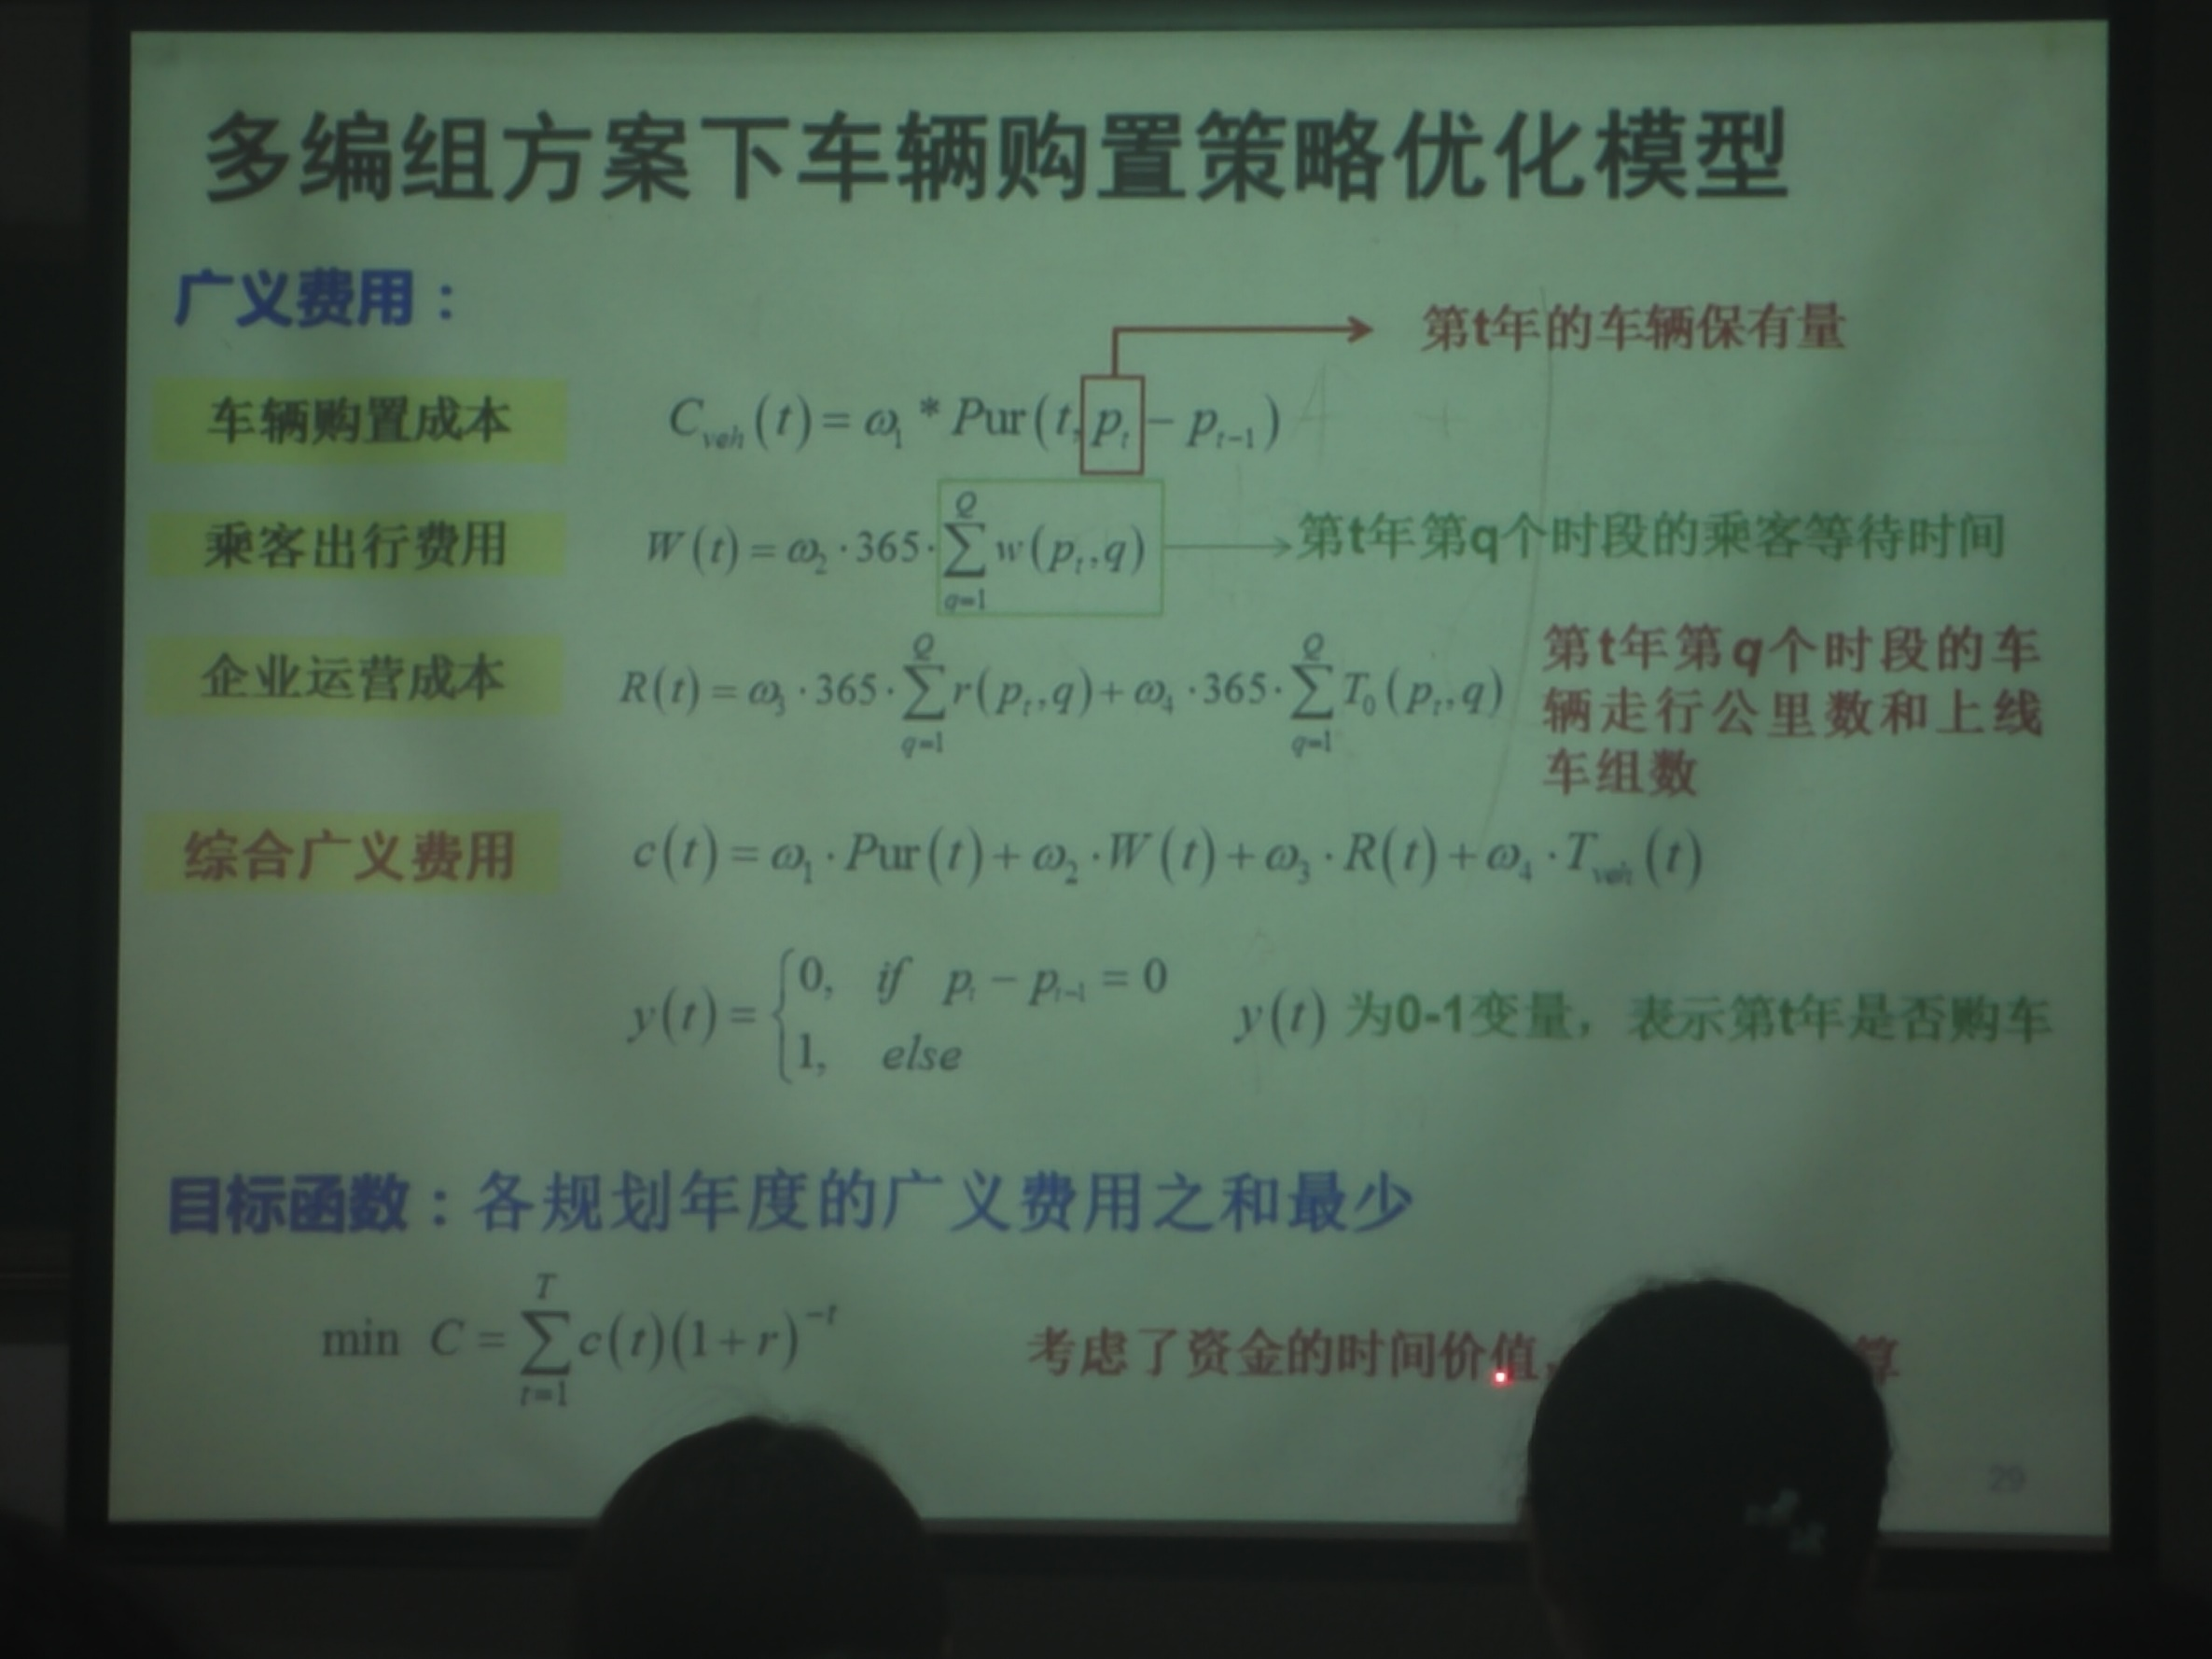 多编组方案下车辆购置策略优化模型
广义费用：
第t年的车辆保有量
车辆购置成本 C_veh(t) = ω₁ * Pur(t, p_t − p_{t−1})
乘客出行费用 W(t) = ω₂ · 365 · ∑_{q=1}^{Q} w(p_t, q) 第t年第q个时段的乘客等待时间
企业运营成本 R(t) = ω₃ · 365 · ∑_{q=1}^{Q} r(p_t, q) + ω₄ · 365 · ∑_{q=1}^{Q} T₀(p_t, q)
第t年第q个时段的车
辆走行公里数和上线
车组数
综合广义费用 c(t) = ω₁ · Pur(t) + ω₂ · W(t) + ω₃ · R(t) + ω₄ · T_veh(t)
y(t) = { 0, if p_t − p_{t−1} = 0
1, else
y(t) 为0-1变量，表示第t年是否购车
目标函数：各规划年度的广义费用之和最少
min C = ∑_{t=1}^{T} c(t)(1+r)^{−t}
考虑了资金的时间价值， 算
29